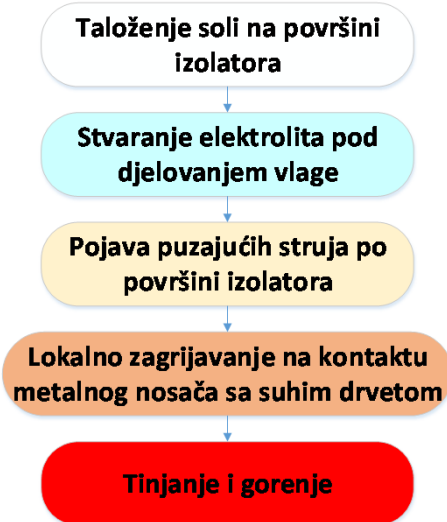 Taloženje soli na površini
izolatora
Stvaranje elektrolita pod
djelovanjem vlage
Pojava puzajućih struja po
površini izolatora
Lokalno zagrijavanje na kontaktu
metalnog nosača sa suhim drvetom
Tinjanje i gorenje